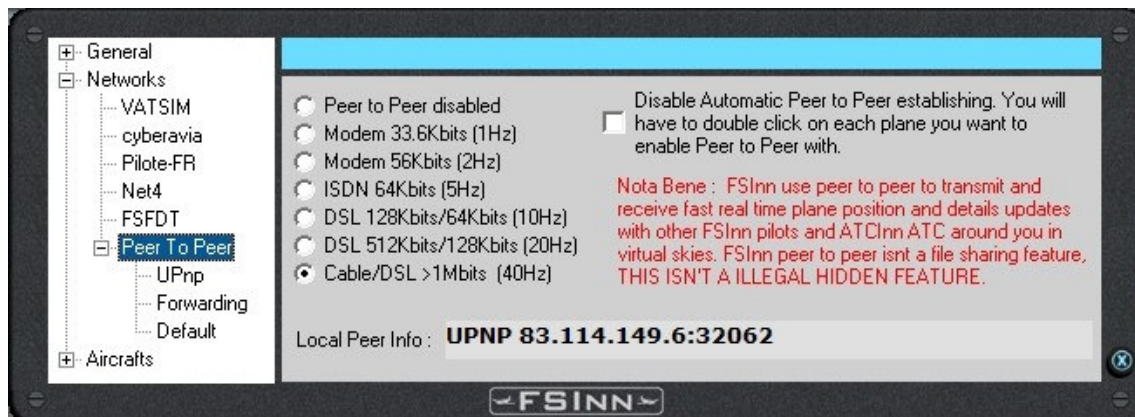 General
Networks
VATSIM
cyberavia
Pilote-FR
Net4
FSFDT
Peer To Peer
UPnp
Forwarding
Default
Aircrafts
Peer to Peer disabled
Modem 33.6Kbits (1Hz)
Modem 56Kbits (2Hz)
ISDN 64Kbits (5Hz)
DSL 128Kbits/64Kbits (10Hz)
DSL 512Kbits/128Kbits (20Hz)
Cable/DSL >1Mbits (40Hz)
Disable Automatic Peer to Peer establishing. You will
have to double click on each plane you want to
enable Peer to Peer with.
Nota Bene : FSInn use peer to peer to transmit and
receive fast real time plane position and details updates
with other FSInn pilots and ATCInn ATC around you in
virtual skies. FSInn peer to peer isnt a file sharing feature,
THIS ISN'T A ILLEGAL HIDDEN FEATURE.
Local Peer Info : UPNP 83.114.149.6:32062
FSINN